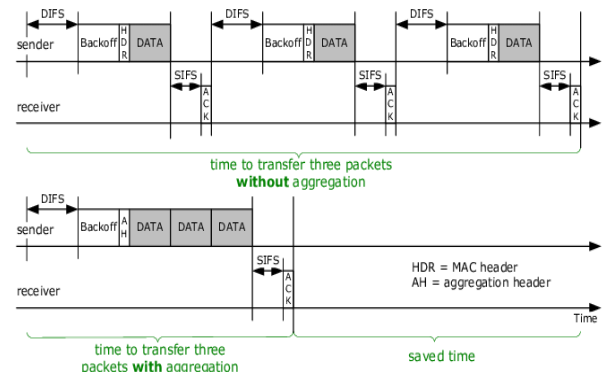 DIFS DIFS DIFS
sender Backoff HDR DATA Backoff HDR DATA Backoff HDR DATA
SIFS SIFS SIFS
receiver ACK ACK ACK
time to transfer three packets
without aggregation
DIFS
sender Backoff AH DATA DATA DATA
SIFS
receiver ACK
HDR = MAC header
AH = aggregation header
Time
time to transfer three
packets with aggregation
saved time